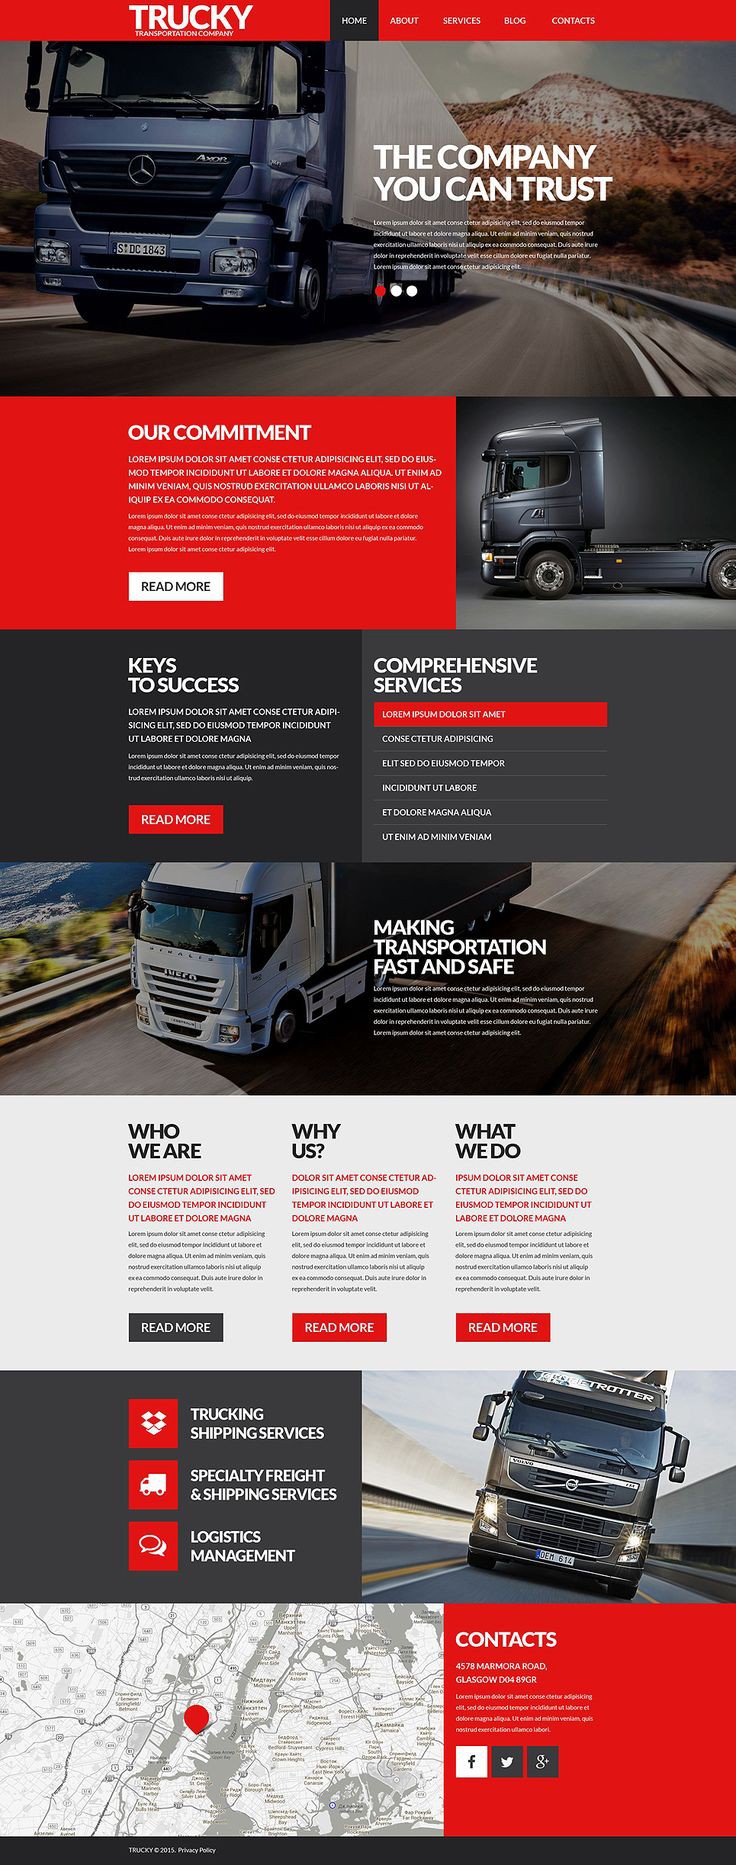 TRUCKY
TRANSPORTATION COMPANY
HOME
ABOUT
SERVICES
BLOG
CONTACTS
AXOR
S DC 1843
THE COMPANY
YOU CAN TRUST
Lorem ipsum dolor sit amet conse ctetur adipisicing elit, sed do eiusmod tempor
incididunt ut labore et dolore magna aliqua. Ut enim ad minim veniam, quis nostrud
exercitation ullamco laboris nisi ut aliquip ex ea commodo consequat. Duis aute irure
dolor in reprehenderit in voluptate velit esse cillum dolore eu fugiat nulla pariatur.
Lorem ipsum dolor sit amet conse ctetur adipisicing elit.
OUR COMMITMENT
LOREM IPSUM DOLOR SIT AMET CONSE CTETUR ADIPISICING ELIT, SED DO EIUS-
MOD TEMPOR INCIDIDUNT UT LABORE ET DOLORE MAGNA ALIQUA. UT ENIM AD
MINIM VENIAM, QUIS NOSTRUD EXERCITATION ULLAMCO LABORIS NISI UT AL-
IQUIP EX EA COMMODO CONSEQUAT.
Lorem ipsum dolor sit amet conse ctetur adipisicing elit, sed do eiusmod tempor incididunt ut labore et dolore
magna aliqua. Ut enim ad minim veniam, quis nostrud exercitation ullamco laboris nisi ut aliquip ex ea commodo
consequat. Duis aute irure dolor in reprehenderit in voluptate velit esse cillum dolore eu fugiat nulla pariatur.
Lorem ipsum dolor sit amet conse ctetur adipisicing elit.
READ MORE
KEYS
TO SUCCESS
LOREM IPSUM DOLOR SIT AMET CONSE CTETUR ADIPI-
SICING ELIT, SED DO EIUSMOD TEMPOR INCIDIDUNT
UT LABORE ET DOLORE MAGNA
Lorem ipsum dolor sit amet conse ctetur adipisicing elit, sed do eiusmod tempor
incididunt ut labore et dolore magna aliqua. Ut enim ad minim veniam, quis nos-
trud exercitation ullamco laboris nisi ut aliquip.
READ MORE
COMPREHENSIVE
SERVICES
LOREM IPSUM DOLOR SIT AMET
CONSE CTETUR ADIPISICING
ELIT SED DO EIUSMOD TEMPOR
INCIDIDUNT UT LABORE
ET DOLORE MAGNA ALIQUA
UT ENIM AD MINIM VENIAM
STRALIS
IVECO
MAKING
TRANSPORTATION
FAST AND SAFE
Lorem ipsum dolor sit amet conse ctetur adipisicing elit, sed do eiusmod tempor
incididunt ut labore et dolore magna aliqua. Ut enim ad minim veniam, quis nostrud
exercitation ullamco laboris nisi ut aliquip ex ea commodo consequat. Duis aute irure
dolor in reprehenderit in voluptate velit esse cillum dolore eu fugiat nulla pariatur.
Lorem ipsum dolor sit amet conse ctetur adipisicing elit.
WHO
WE ARE
LOREM IPSUM DOLOR SIT AMET
CONSE CTETUR ADIPISICING ELIT, SED
DO EIUSMOD TEMPOR INCIDIDUNT
UT LABORE ET DOLORE MAGNA
Lorem ipsum dolor sit amet conse ctetur adipisicing
elit, sed do eiusmod tempor incididunt ut labore et
dolore magna aliqua. Ut enim ad minim veniam, quis
nostrud exercitation ullamco laboris nisi ut aliquip
ex ea commodo consequat. Duis aute irure dolor in
reprehenderit in voluptate velit.
READ MORE
WHY
US?
DOLOR SIT AMET CONSE CTETUR AD-
IPISICING ELIT, SED DO EIUSMOD
TEMPOR INCIDIDUNT UT LABORE ET
DOLORE MAGNA
Lorem ipsum dolor sit amet conse ctetur adipisicing
elit, sed do eiusmod tempor incididunt ut labore et
dolore magna aliqua. Ut enim ad minim veniam, quis
nostrud exercitation ullamco laboris nisi ut aliquip
ex ea commodo consequat. Duis aute irure dolor in
reprehenderit in voluptate velit.
READ MORE
WHAT
WE DO
IPSUM DOLOR SIT AMET CONSE
CTETUR ADIPISICING ELIT, SED DO
EIUSMOD TEMPOR INCIDIDUNT UT
LABORE ET DOLORE MAGNA
Lorem ipsum dolor sit amet conse ctetur adipisicing
elit, sed do eiusmod tempor incididunt ut labore et
dolore magna aliqua. Ut enim ad minim veniam, quis
nostrud exercitation ullamco laboris nisi ut aliquip
ex ea commodo consequat. Duis aute irure dolor in
reprehenderit in voluptate velit.
READ MORE
TRUCKING
SHIPPING SERVICES
SPECIALTY FREIGHT
& SHIPPING SERVICES
LOGISTICS
MANAGEMENT
GLOBETROTTER
VOLVO
OEM 614
Upper
Manhattan
Мидтаун
Midtown
Нижний
Манхэттен
Lower
Manhattan
Джамейка
Jamaica
CONTACTS
4578 MARMORA ROAD,
GLASGOW D04 89GR
Lorem ipsum dolor sit amet conse ctetur adipisicing
elit, sed do eiusmod tempor incididunt ut labore et
dolore magna aliqua. Ut enim ad minim veniam, quis
nostrud exercitation ullamco labori.
TRUCKY © 2015. Privacy Policy